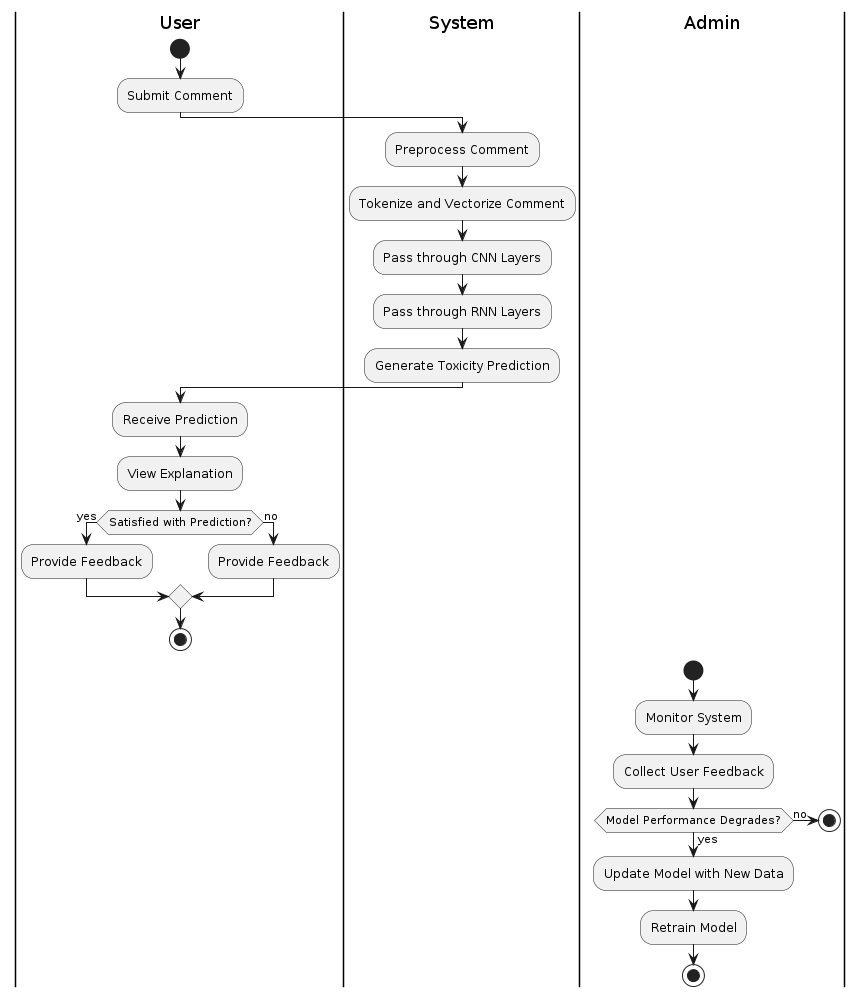 User
System
Admin
Submit Comment
Preprocess Comment
Tokenize and Vectorize Comment
Pass through CNN Layers
Pass through RNN Layers
Generate Toxicity Prediction
Receive Prediction
View Explanation
yes
Satisfied with Prediction?
no
Provide Feedback
Provide Feedback
Monitor System
Collect User Feedback
Model Performance Degrades?
no
yes
Update Model with New Data
Retrain Model